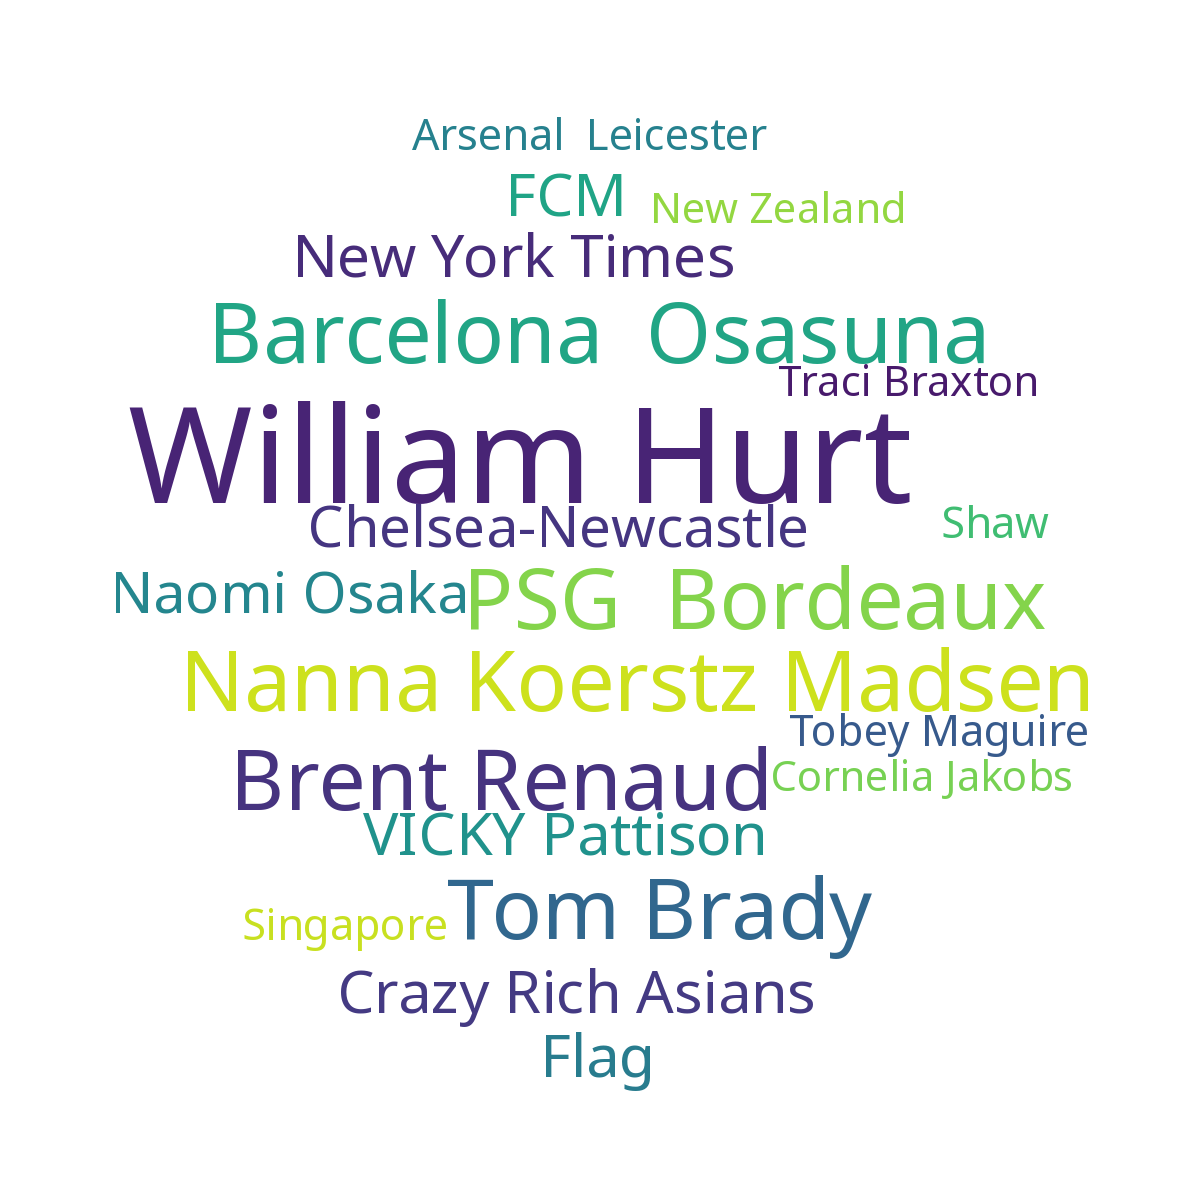 Arsenal  Leicester
FCM
New Zealand
New York Times
Barcelona  Osasuna
Traci Braxton
William Hurt
Chelsea-Newcastle
Shaw
Naomi Osaka
PSG  Bordeaux
Nanna Koerstz Madsen
Tobey Maguire
Brent Renaud
Cornelia Jakobs
VICKY Pattison
Tom Brady
Singapore
Crazy Rich Asians
Flag